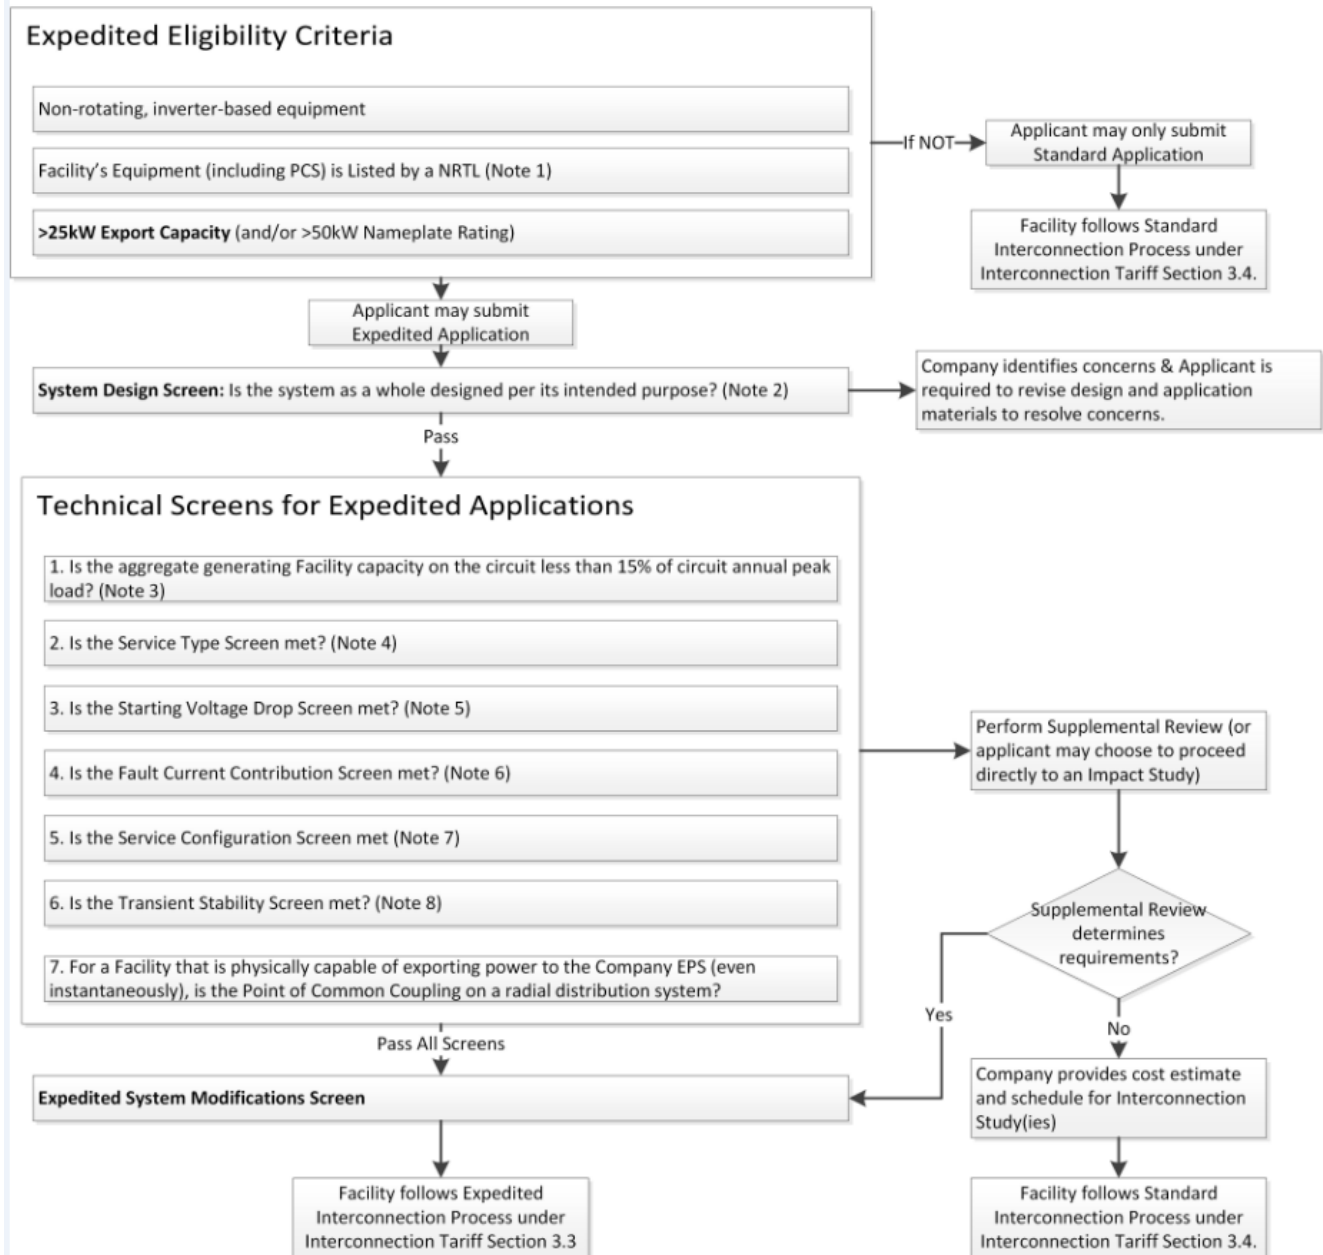 Expedited Eligibility Criteria
Non-rotating, inverter-based equipment
Facility's Equipment (including PCS) is Listed by a NRTL (Note 1)
>25kW Export Capacity (and/or >50kW Nameplate Rating)
If NOT
Applicant may only submit
Standard Application
Facility follows Standard
Interconnection Process under
Interconnection Tariff Section 3.4.
Applicant may submit
Expedited Application
System Design Screen: Is the system as a whole designed per its intended purpose? (Note 2)
Company identifies concerns & Applicant is
required to revise design and application
materials to resolve concerns.
Pass
Technical Screens for Expedited Applications
1. Is the aggregate generating Facility capacity on the circuit less than 15% of circuit annual peak
load? (Note 3)
2. Is the Service Type Screen met? (Note 4)
3. Is the Starting Voltage Drop Screen met? (Note 5)
4. Is the Fault Current Contribution Screen met? (Note 6)
5. Is the Service Configuration Screen met (Note 7)
6. Is the Transient Stability Screen met? (Note 8)
7. For a Facility that is physically capable of exporting power to the Company EPS (even
instantaneously), is the Point of Common Coupling on a radial distribution system?
Perform Supplemental Review (or
applicant may choose to proceed
directly to an Impact Study)
Supplemental Review
determines
requirements?
Yes
No
Pass All Screens
Expedited System Modifications Screen
Company provides cost estimate
and schedule for Interconnection
Study(ies)
Facility follows Expedited
Interconnection Process under
Interconnection Tariff Section 3.3
Facility follows Standard
Interconnection Process under
Interconnection Tariff Section 3.4.